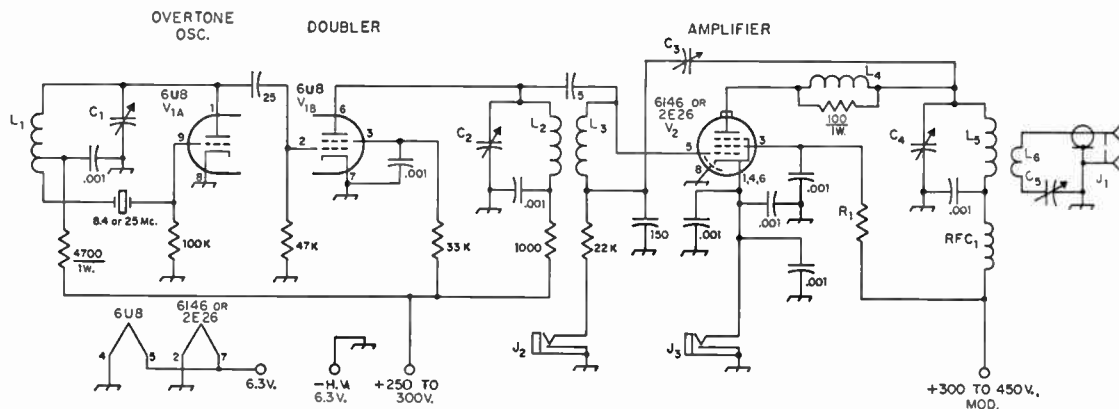 OVERTONE
OSC.
DOUBLER
AMPLIFIER
L1
C1
.001
8.4 or 25 Mc.
4700
1W.
100K
6U8
V1A
1
9
8
25
47K
6U8
V1B
6
2
3
7
.001
33K
C2
L2
.001
1000
5
L3
22K
150
J2
C3
6146 OR
2E26
V2
5
3
8
1,4,6
.001
.001
.001
.001
J3
L4
100
1W.
R1
C4
L5
.001
RFC1
L6
C5
J1
6U8
4
5
6146 OR
2E26
2
7
6.3V.
-H.V.
6.3V.
+250 TO
300V.
+300 TO 450V.,
MOD.